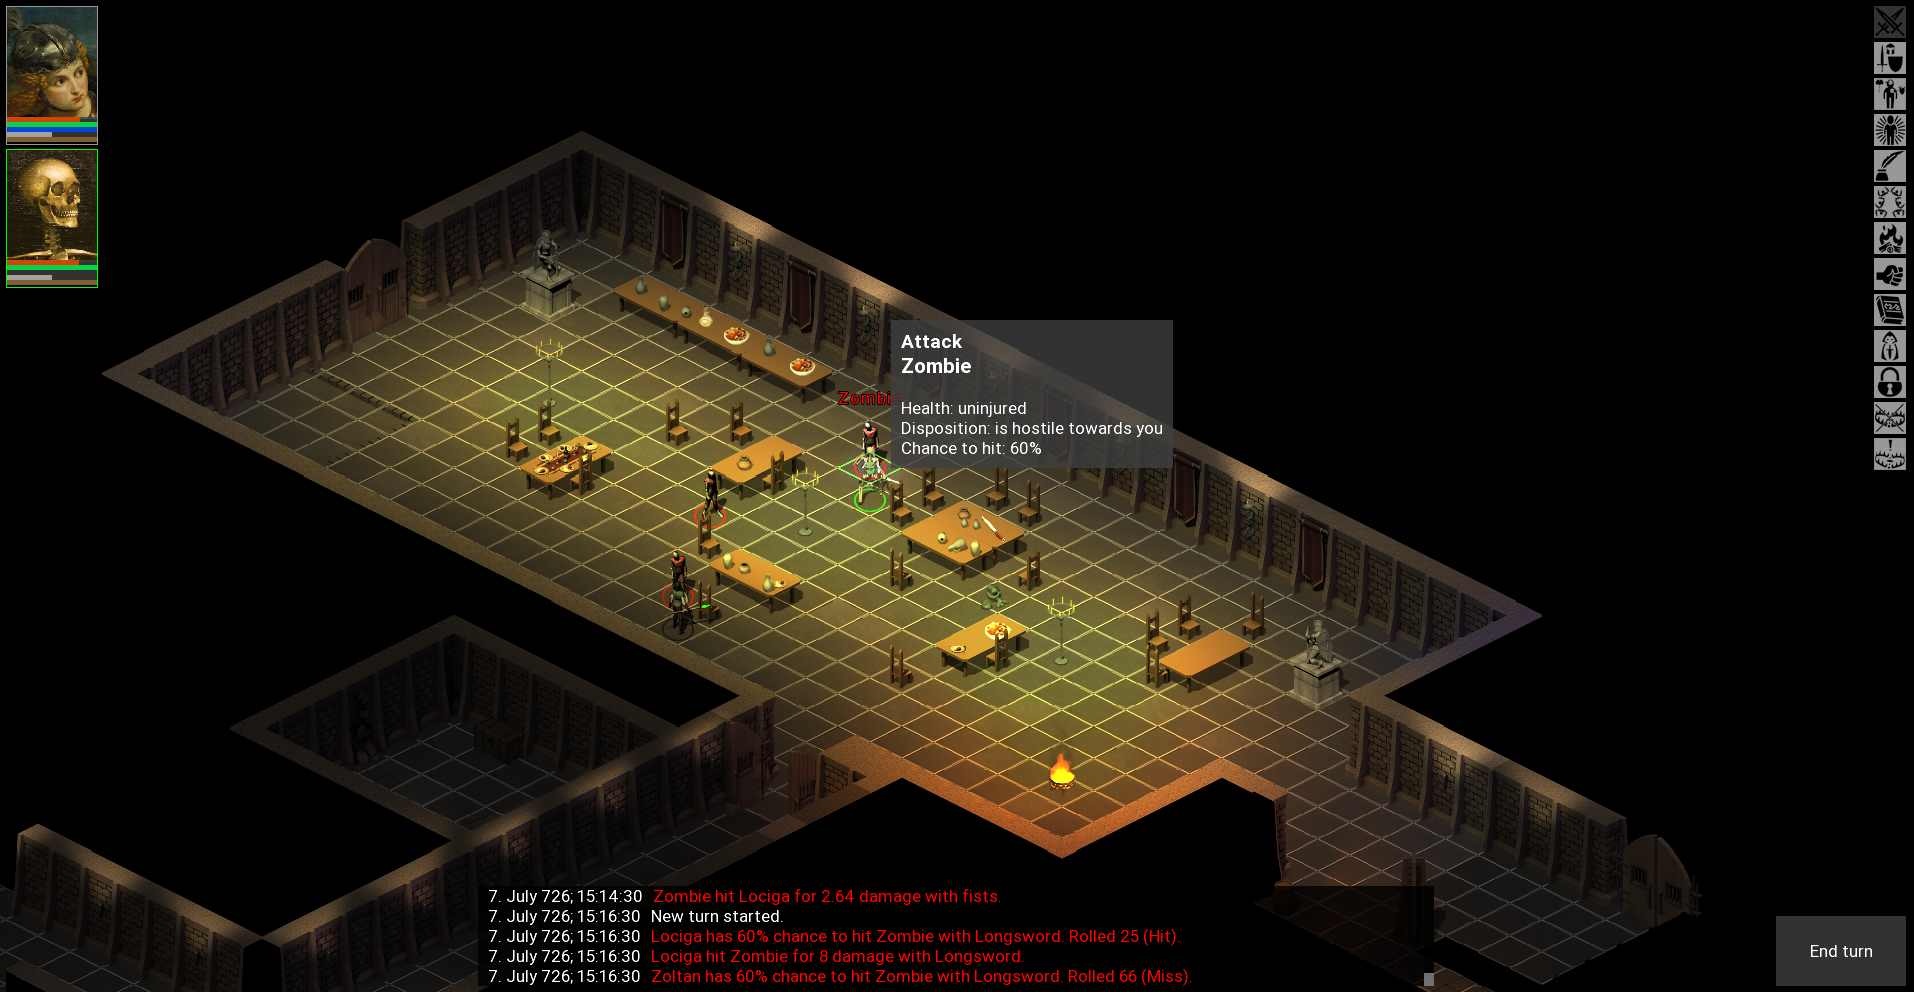 Attack
Zombie
Zombi
Health: uninjured
Disposition: is hostile towards you
Chance to hit: 60%
7. July 726; 15:14:30 Zombie hit Lociga for 2.64 damage with fists.
7. July 726; 15:16:30 New turn started.
7. July 726; 15:16:30 Lociga has 60% chance to hit Zombie with Longsword. Rolled 25 (Hit).
7. July 726; 15:16:30 Lociga hit Zombie for 8 damage with Longsword.
7. July 726; 15:16:30 Zoltan has 60% chance to hit Zombie with Longsword. Rolled 66 (Miss).
End turn